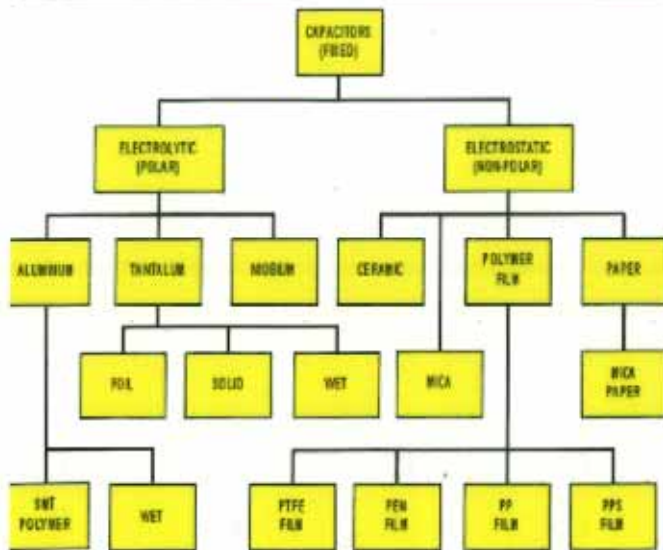 CAPACITORS
(FIXED)
ELECTROLYTIC
(POLAR)
ELECTROSTATIC
(NON-POLAR)
ALUMINUM
TANTALUM
NIOBIUM
CERAMIC
POLYMER
FILM
PAPER
FOIL
SOLID
WET
MICA
MICA
PAPER
SMT
POLYMER
WET
PTFE
FILM
PEN
FILM
PP
FILM
PPS
FILM